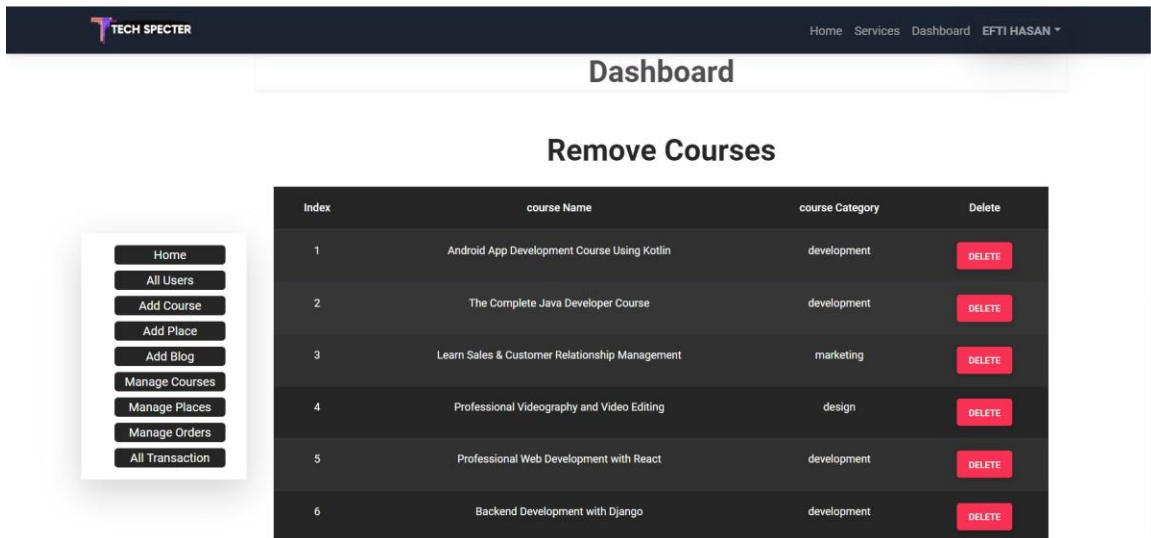 TECH SPECTER
Home Services Dashboard EFTI HASAN
Dashboard
Remove Courses
Home
All Users
Add Course
Add Place
Add Blog
Manage Courses
Manage Places
Manage Orders
All Transaction
Index course Name course Category Delete
1 Android App Development Course Using Kotlin development DELETE
2 The Complete Java Developer Course development DELETE
3 Learn Sales & Customer Relationship Management marketing DELETE
4 Professional Videography and Video Editing design DELETE
5 Professional Web Development with React development DELETE
6 Backend Development with Django development DELETE